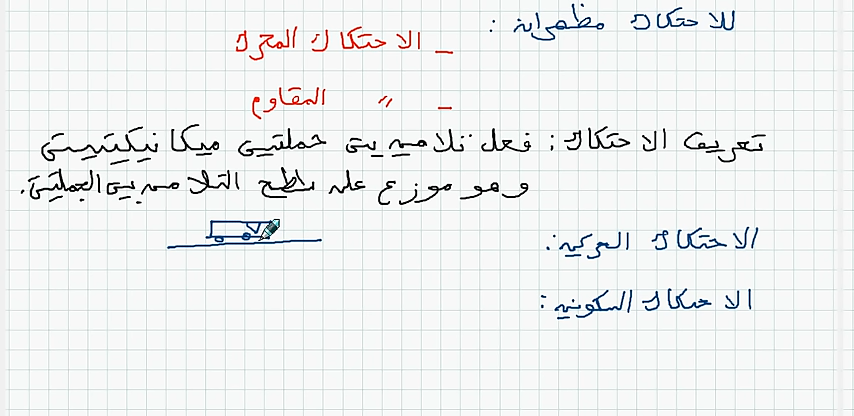 للاحتكاك مظهران :
- الاحتكاك المحرك
- " المقاوم
تعريف الاحتكاك : فعل تلامس بين جملتين ميكانيكيتين
وهو موزع على سطح التلامس بين الجملتين.
الاحتكاك الحركي :
الاحتكاك السكوني :